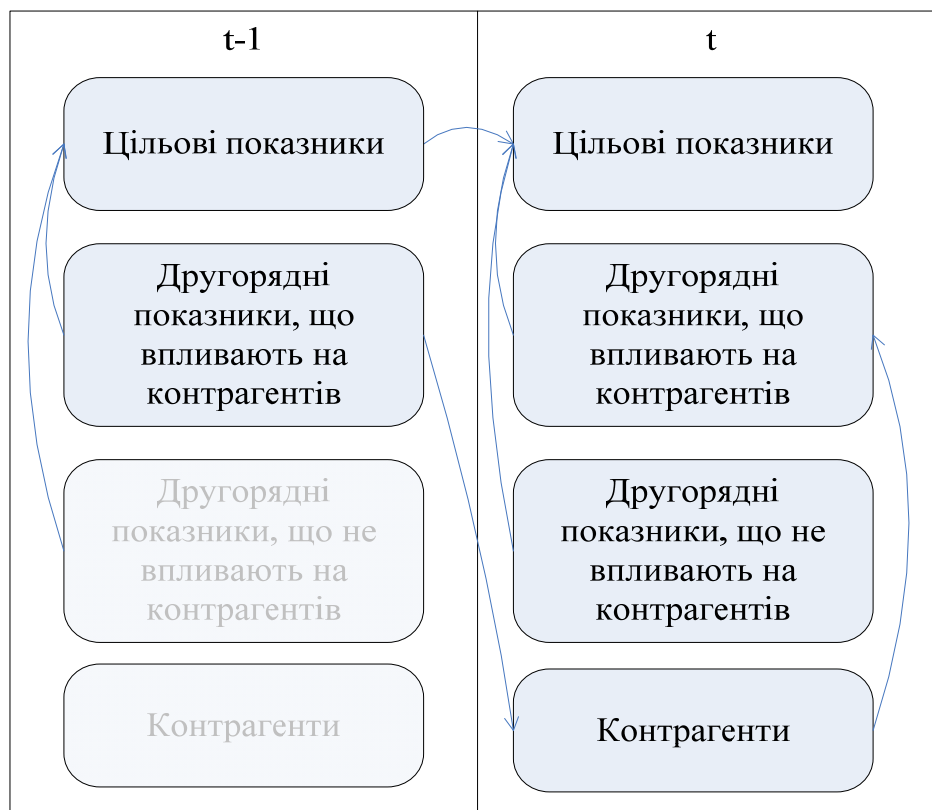 t-1
Цільові показники
Другорядні
показники, що
впливають на
контрагентів
Другорядні
показники, що не
впливають на
контрагентів
Контрагенти
t
Цільові показники
Другорядні
показники, що
впливають на
контрагентів
Другорядні
показники, що не
впливають на
контрагентів
Контрагенти